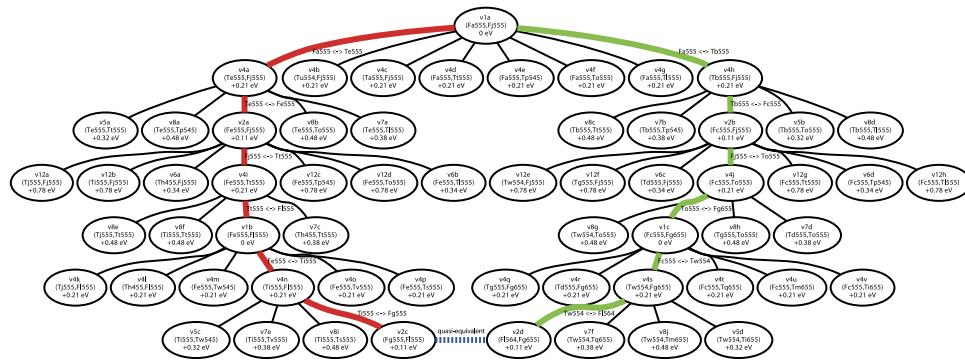 v1a
(Fa555,Fj555)
0 eV
Fa555 <-> Te555
Fa555 <-> Tb555
v4a
(Te555,Fj555)
+0.21 eV
v4b
(Tu554,Fj555)
+0.21 eV
v4c
(Ta555,Fj555)
+0.21 eV
v4d
(Fa555,Tt555)
+0.21 eV
v4e
(Fa555,Tp545)
+0.21 eV
v4f
(Fa555,To555)
+0.21 eV
v4g
(Fa555,Tl555)
+0.21 eV
v4h
(Tb555,Fj555)
+0.21 eV
Te555 <-> Fe555
Tb555 <-> Fc555
v5a
(Te555,Tt555)
+0.32 eV
v8a
(Te555,Tp545)
+0.48 eV
v2a
(Fe555,Fj555)
+0.11 eV
v8b
(Te555,To555)
+0.48 eV
v7a
(Te555,Tl555)
+0.38 eV
v8c
(Tb555,Tt555)
+0.48 eV
v7b
(Tb555,Tp545)
+0.38 eV
v2b
(Fc555,Fj555)
+0.11 eV
v5b
(Tb555,To555)
+0.32 eV
v8d
(Tb555,Tl555)
+0.48 eV
Fj555 <-> Tt555
Fj555 <-> To555
v12a
(Tj555,Fj555)
+0.78 eV
v12b
(Ti555,Fj555)
+0.78 eV
v6a
(Th455,Fj555)
+0.34 eV
v4i
(Fe555,Tt555)
+0.21 eV
v12c
(Fe555,Tp545)
+0.78 eV
v12d
(Fe555,To555)
+0.78 eV
v6b
(Fe555,Tl555)
+0.34 eV
v12e
(Tw554,Fj555)
+0.78 eV
v12f
(Tg555,Fj555)
+0.78 eV
v6c
(Td555,Fj555)
+0.34 eV
v4j
(Fc555,To555)
+0.21 eV
v12g
(Fc555,Tt555)
+0.78 eV
v6d
(Fc555,Tp545)
+0.34 eV
v12h
(Fc555,Tl555)
+0.78 eV
Tt555 <-> Fl555
To555 <-> Fg655
v8e
(Tj555,Tt555)
+0.48 eV
v8f
(Ti555,Tt555)
+0.48 eV
v1b
(Fe555,Fl555)
0 eV
v7c
(Th455,Tt555)
+0.38 eV
v8g
(Tw554,To555)
+0.48 eV
v1c
(Fc555,Fg655)
0 eV
v8h
(Tg555,To555)
+0.48 eV
v7d
(Td555,To555)
+0.38 eV
Fe555 <-> Ti555
Fc555 <-> Tw554
v4k
(Tj555,Fl555)
+0.21 eV
v4l
(Th455,Fl555)
+0.21 eV
v4m
(Fe555,Tw545)
+0.21 eV
v4n
(Ti555,Fl555)
+0.21 eV
v4o
(Fe555,Tv555)
+0.21 eV
v4p
(Fe555,Ts555)
+0.21 eV
v4q
(Tg555,Fg655)
+0.21 eV
v4r
(Td555,Fg655)
+0.21 eV
v4s
(Tw554,Fg655)
+0.21 eV
v4t
(Fc555,Tq655)
+0.21 eV
v4u
(Fc555,Tm655)
+0.21 eV
v4v
(Fc555,Ti655)
+0.21 eV
Ti555 <-> Fg555
Tw554 <-> Fl564
v5c
(Ti555,Tw545)
+0.32 eV
v7e
(Ti555,Tv555)
+0.38 eV
v8i
(Ti555,Ts555)
+0.48 eV
v2c
(Fg555,Fl555)
+0.11 eV
quasi-equivalent
v2d
(Fl564,Fg655)
+0.11 eV
v7f
(Tw554,Tq655)
+0.38 eV
v8j
(Tw554,Tm655)
+0.48 eV
v5d
(Tw554,Ti655)
+0.32 eV